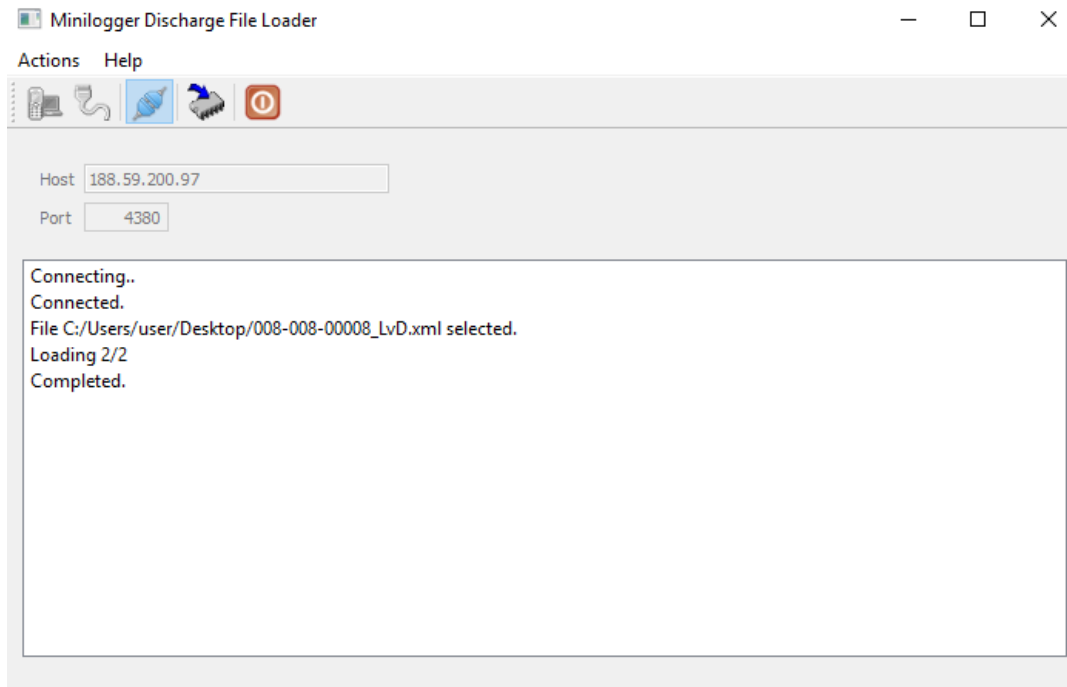 Minilogger Discharge File Loader
Actions Help
Host 188.59.200.97
Port 4380
Connecting..
Connected.
File C:/Users/user/Desktop/008-008-00008_LvD.xml selected.
Loading 2/2
Completed.